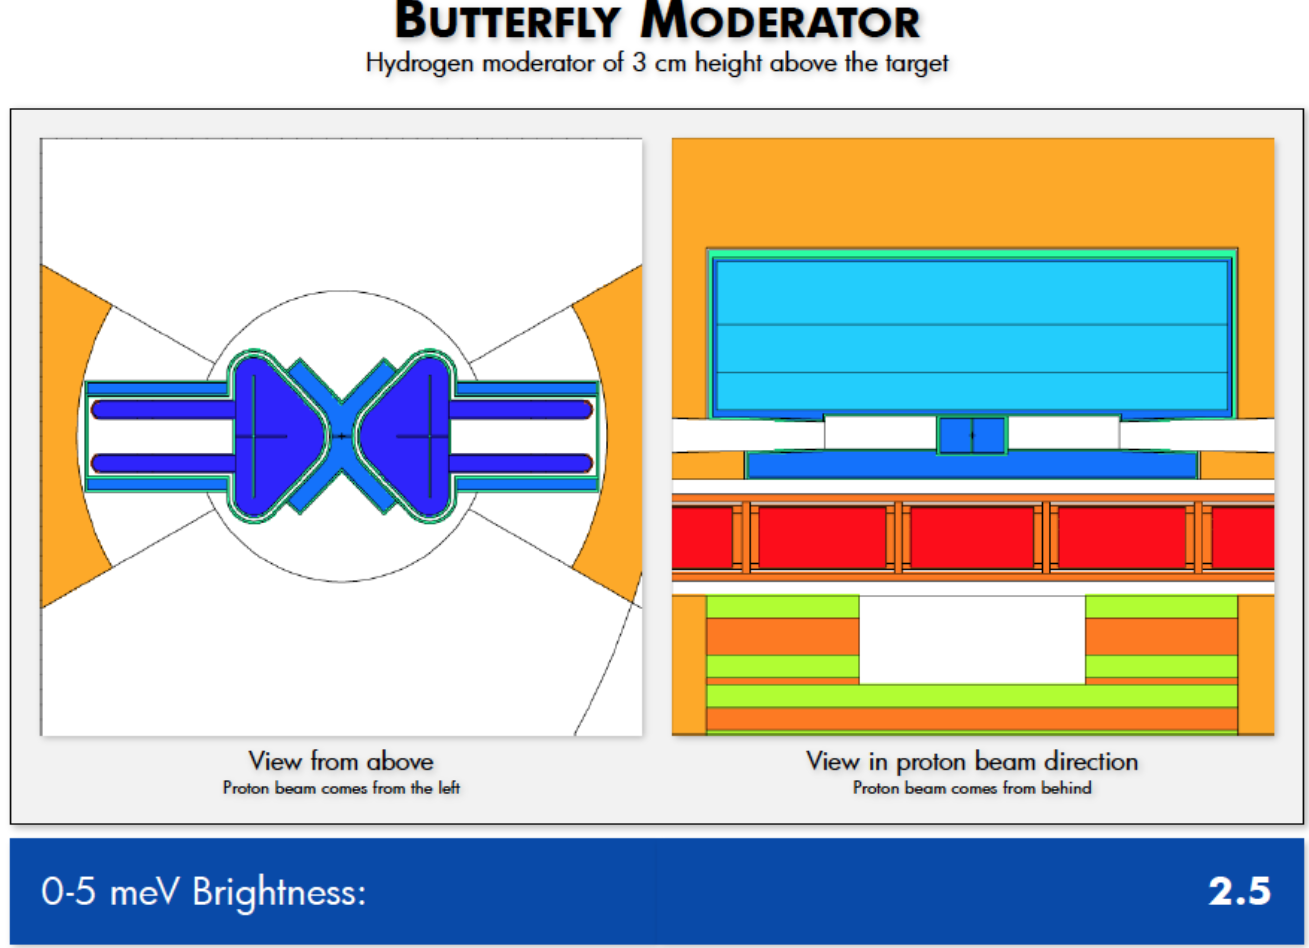 BUTTERFLY MODERATOR
Hydrogen moderator of 3 cm height above the target
View from above
Proton beam comes from the left
View in proton beam direction
Proton beam comes from behind
0-5 meV Brightness:
2.5